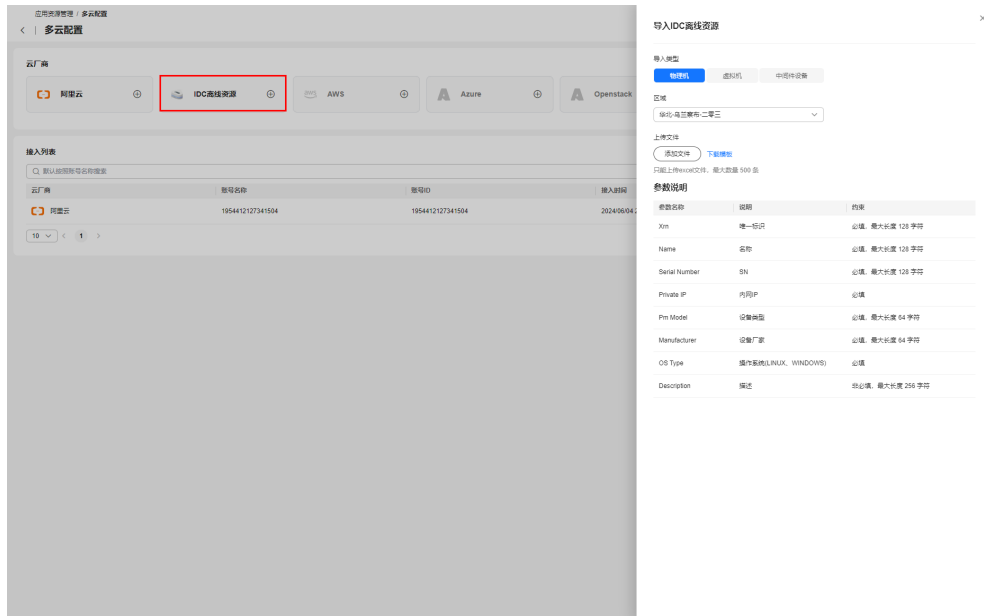 应用资源管理 / 多云配置
多云配置
云厂商
阿里云
IDC离线资源
AWS
Azure
Openstack
接入列表
默认按照账号名称搜索
云厂商 账号名称 账号ID 接入时间
阿里云 1954412127341504 1954412127341504 2024/06/04 2
10 1
导入IDC离线资源
导入类型
物理机 虚拟机 中间件设备
区域
华北-乌兰察布-二零三
上传文件
添加文件 下载模板
只能上传excel文件，最大数量 500 条
参数说明
参数名称 说明 约束
Xrn 唯一标识 必填，最大长度 128 字符
Name 名称 必填，最大长度 128 字符
Serial Number SN 必填，最大长度 128 字符
Private IP 内网IP 必填
Pm Model 设备类型 必填，最大长度 64 字符
Manufacturer 设备厂家 必填，最大长度 64 字符
OS Type 操作系统(LINUX、WINDOWS) 必填
Description 描述 非必填，最大长度 256 字符